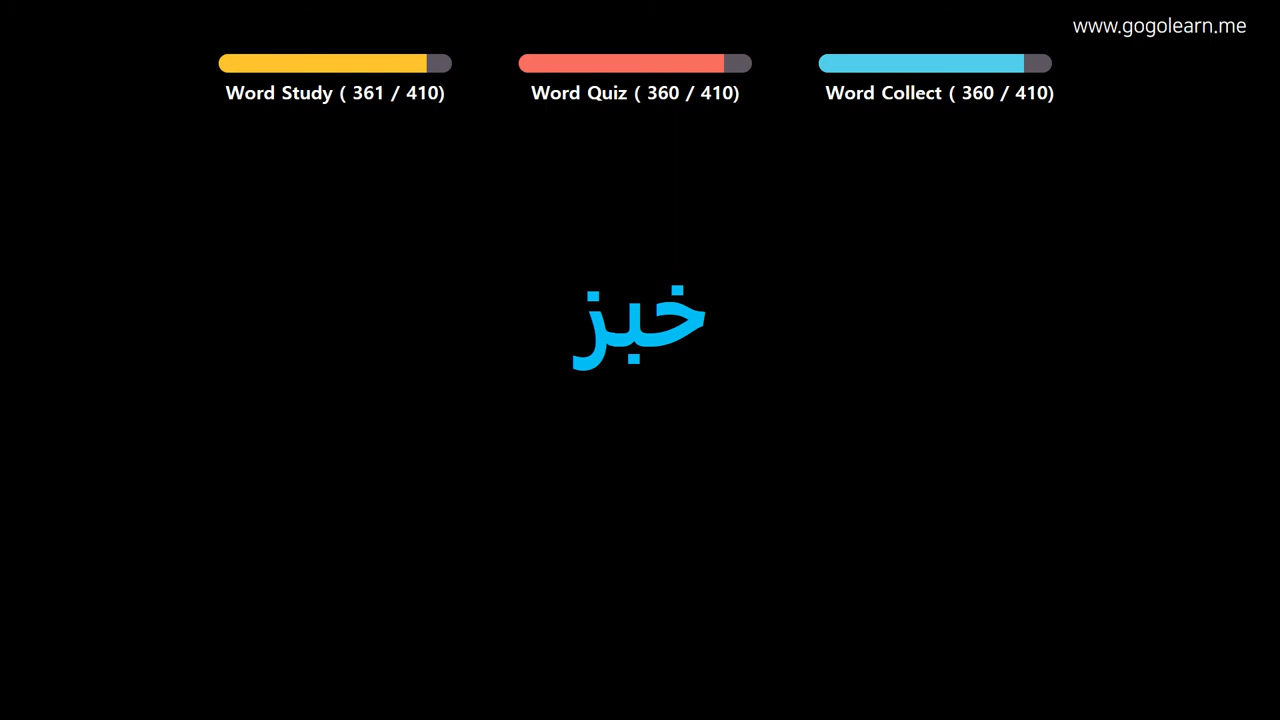 www.gogolearn.me
Word Study ( 361 / 410)
Word Quiz ( 360 / 410)
Word Collect ( 360 / 410)
خبز